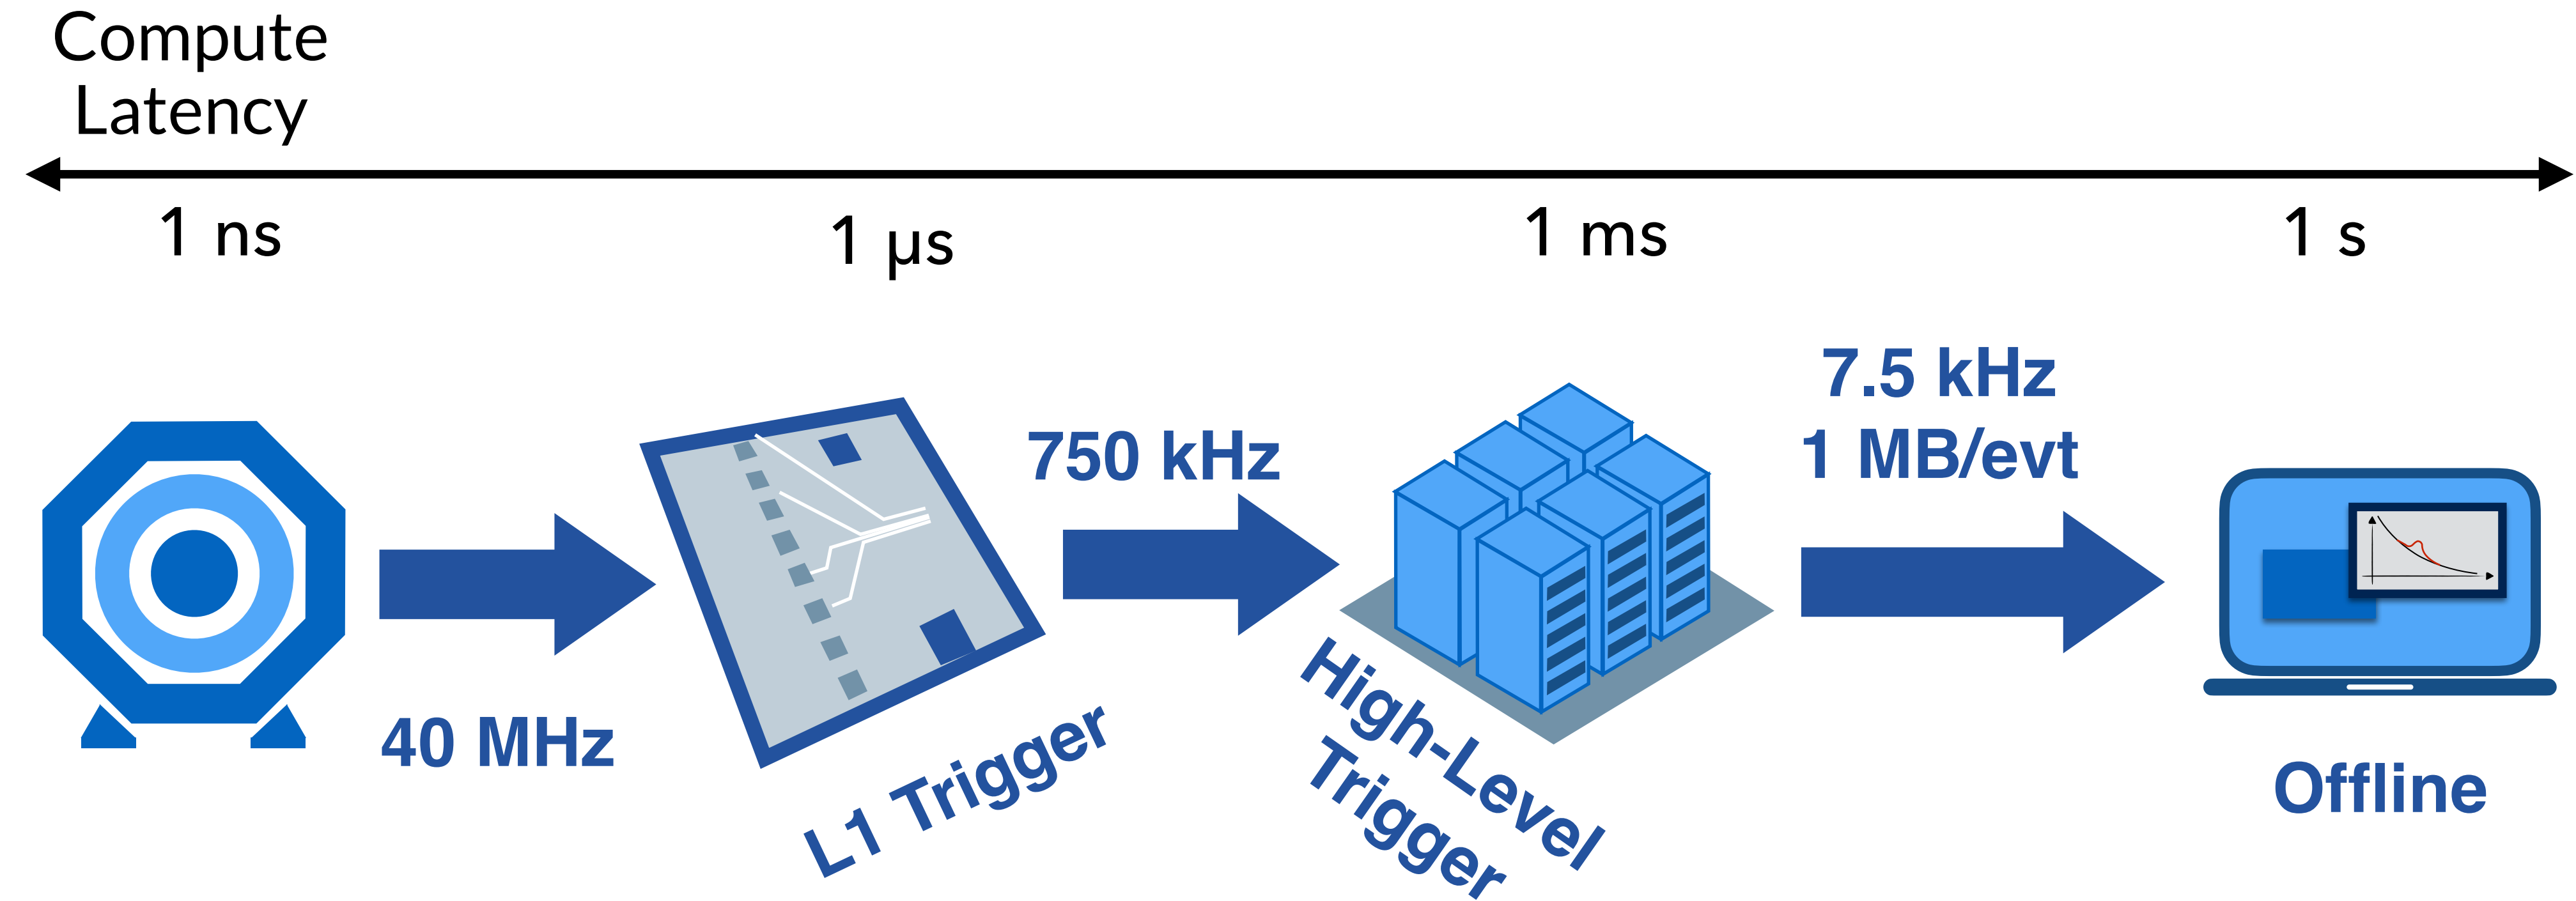 Compute
Latency
1 ns
1 µs
1 ms
1 s
40 MHz
L1 Trigger
750 kHz
High-Level
Trigger
7.5 kHz
1 MB/evt
Offline